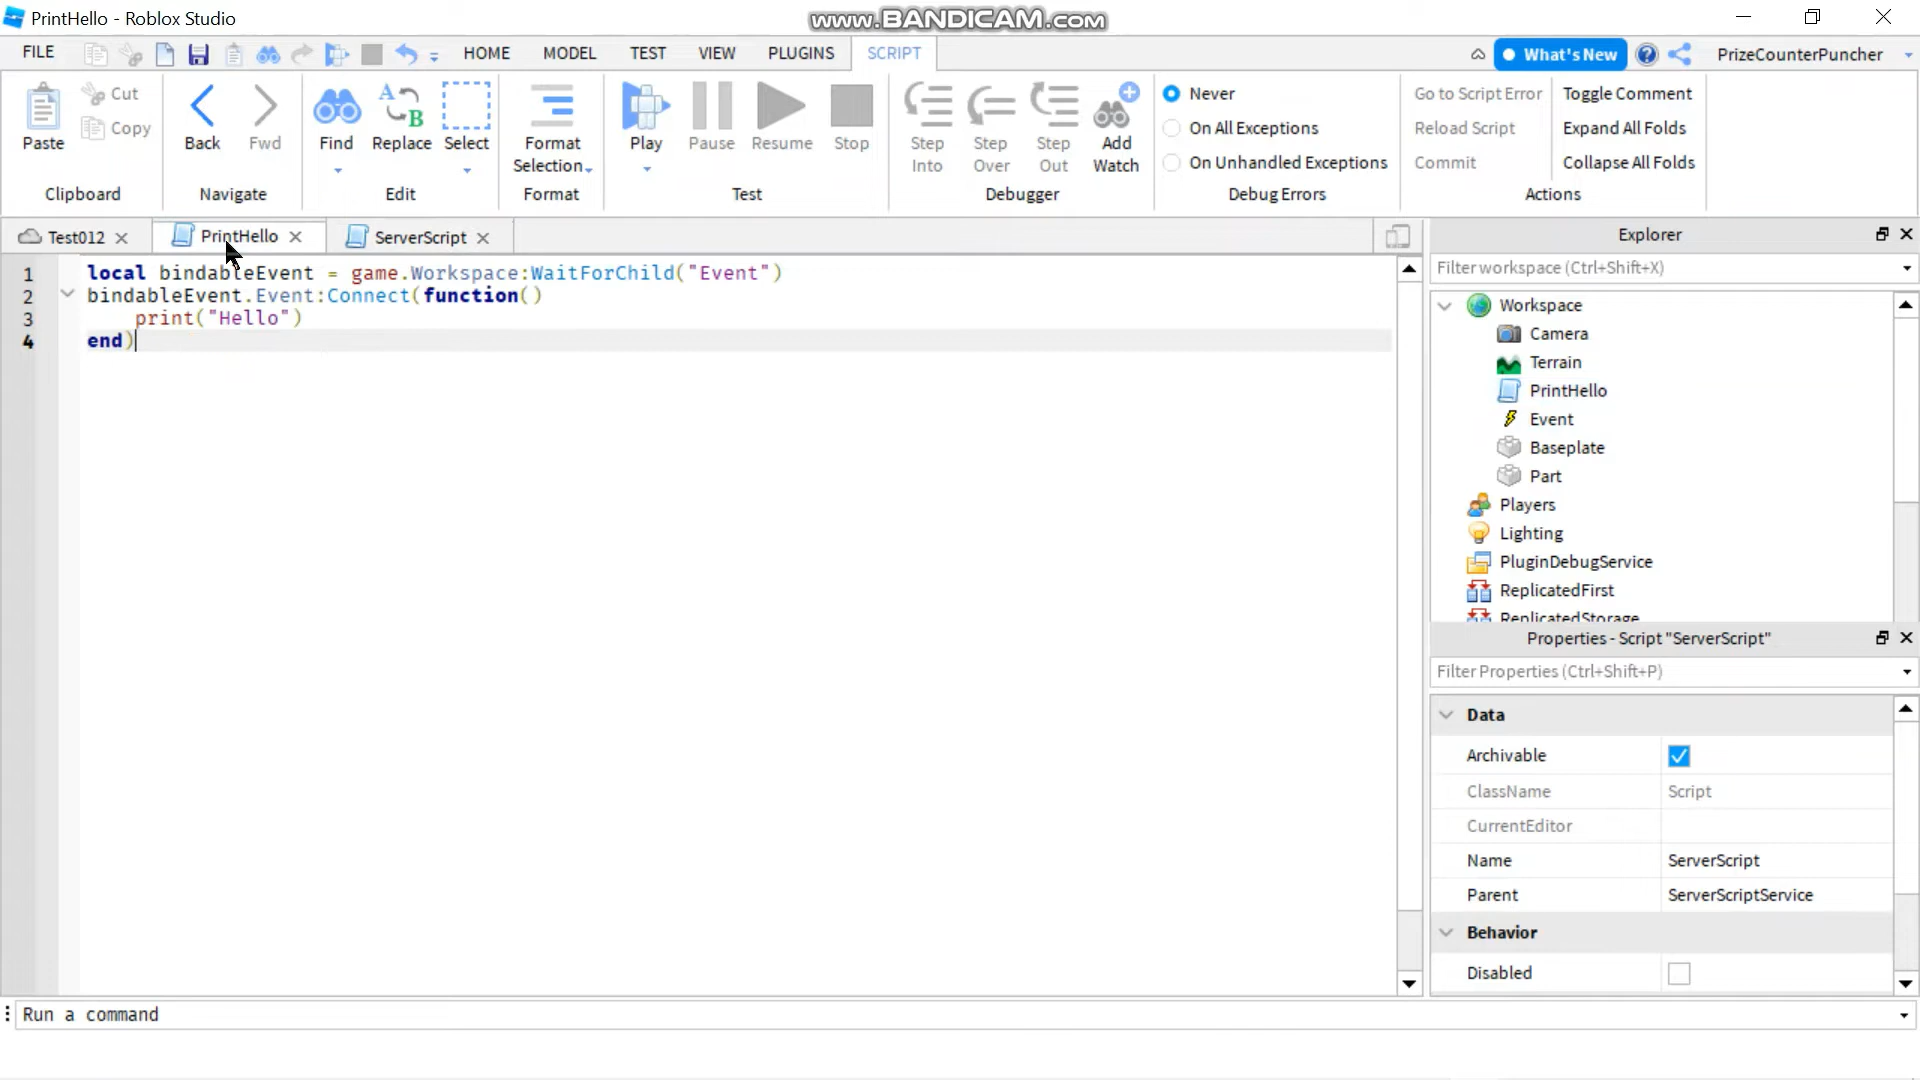 PrintHello - Roblox Studio
www.BANDICAM.com
FILE
HOME
MODEL
TEST
VIEW
PLUGINS
SCRIPT
What's New
PrizeCounterPuncher
Paste
Cut
Copy
Clipboard
Back
Fwd
Navigate
Find
Replace
Select
Edit
Format
Selection
Format
Play
Pause
Resume
Stop
Test
Step
Into
Step
Over
Step
Out
Add
Watch
Debugger
Never
On All Exceptions
On Unhandled Exceptions
Debug Errors
Go to Script Error
Reload Script
Commit
Toggle Comment
Expand All Folds
Collapse All Folds
Actions
Test012
PrintHello
ServerScript
1 local bindableEvent = game.Workspace:WaitForChild("Event")
2 bindableEvent.Event:Connect(function()
3 print("Hello")
4 end)
Explorer
Filter workspace (Ctrl+Shift+X)
Workspace
Camera
Terrain
PrintHello
Event
Baseplate
Part
Players
Lighting
PluginDebugService
ReplicatedFirst
ReplicatedStorage
Properties - Script "ServerScript"
Filter Properties (Ctrl+Shift+P)
Data
Archivable
ClassName Script
CurrentEditor
Name ServerScript
Parent ServerScriptService
Behavior
Disabled
Run a command